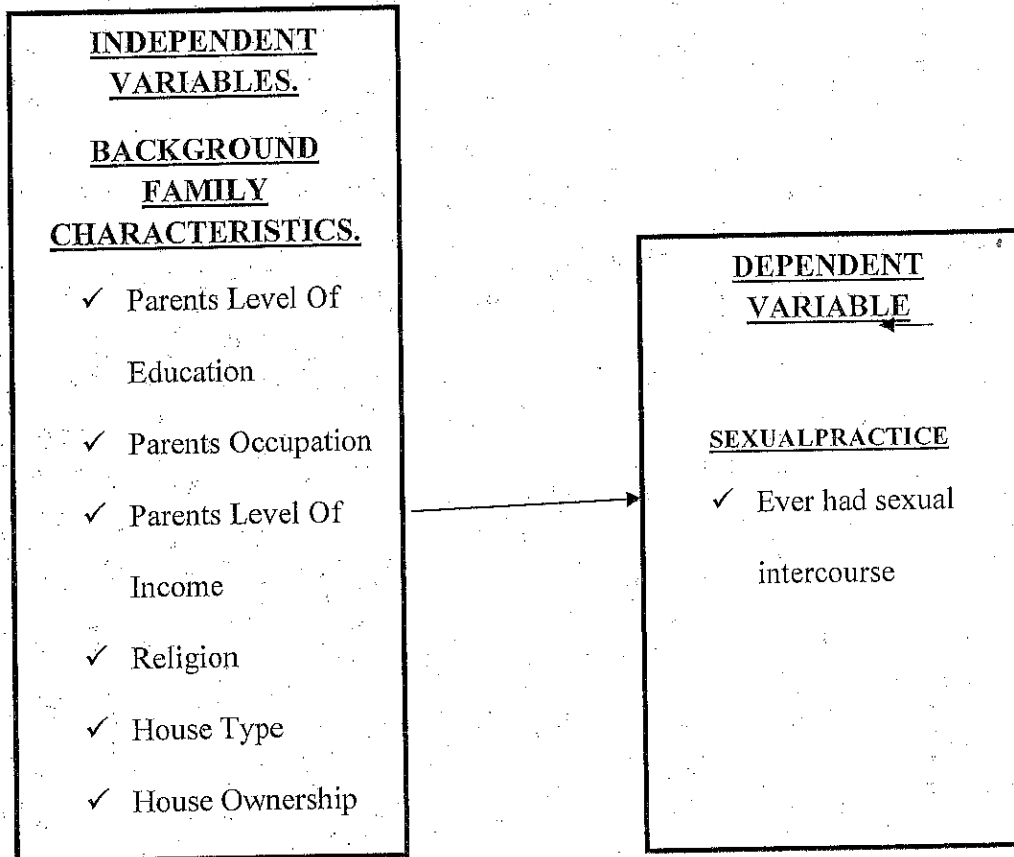 INDEPENDENT
VARIABLES.
BACKGROUND
FAMILY
CHARACTERISTICS.
✓ Parents Level Of
Education
✓ Parents Occupation
✓ Parents Level Of
Income
✓ Religion
✓ House Type
✓ House Ownership
DEPENDENT
VARIABLE
SEXUALPRACTICE
✓ Ever had sexual
intercourse